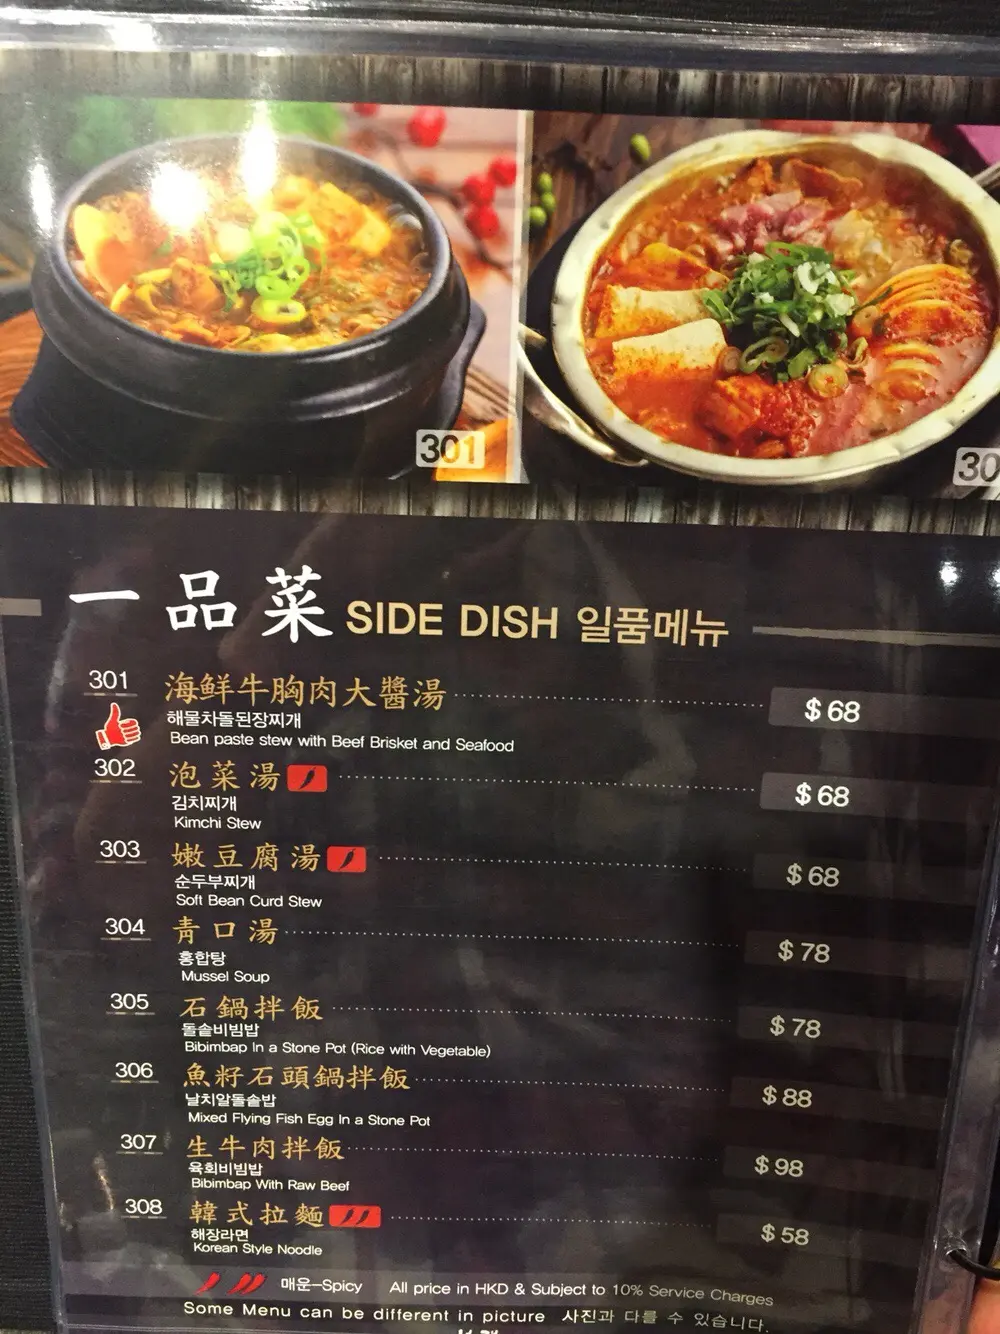 301
30
一品菜 SIDE DISH 일품메뉴
301 海鮮牛胸肉大醬湯 $68
해물차돌된장찌개
Bean paste stew with Beef Brisket and Seafood
302 泡菜湯 $68
김치찌개
Kimchi Stew
303 嫩豆腐湯 $68
순두부찌개
Soft Bean Curd Stew
304 青口湯 $78
홍합탕
Mussel Soup
305 石鍋拌飯 $78
돌솥비빔밥
Bibimbap In a Stone Pot (Rice with Vegetable)
306 魚籽石頭鍋拌飯 $88
날치알돌솥밥
Mixed Flying Fish Egg In a Stone Pot
307 生牛肉拌飯 $98
육회비빔밥
Bibimbap With Raw Beef
308 韓式拉麵 $58
해장라면
Korean Style Noodle
매운-Spicy All price in HKD & Subject to 10% Service Charges
Some Menu can be different in picture 사진과 다를 수 있습니다.